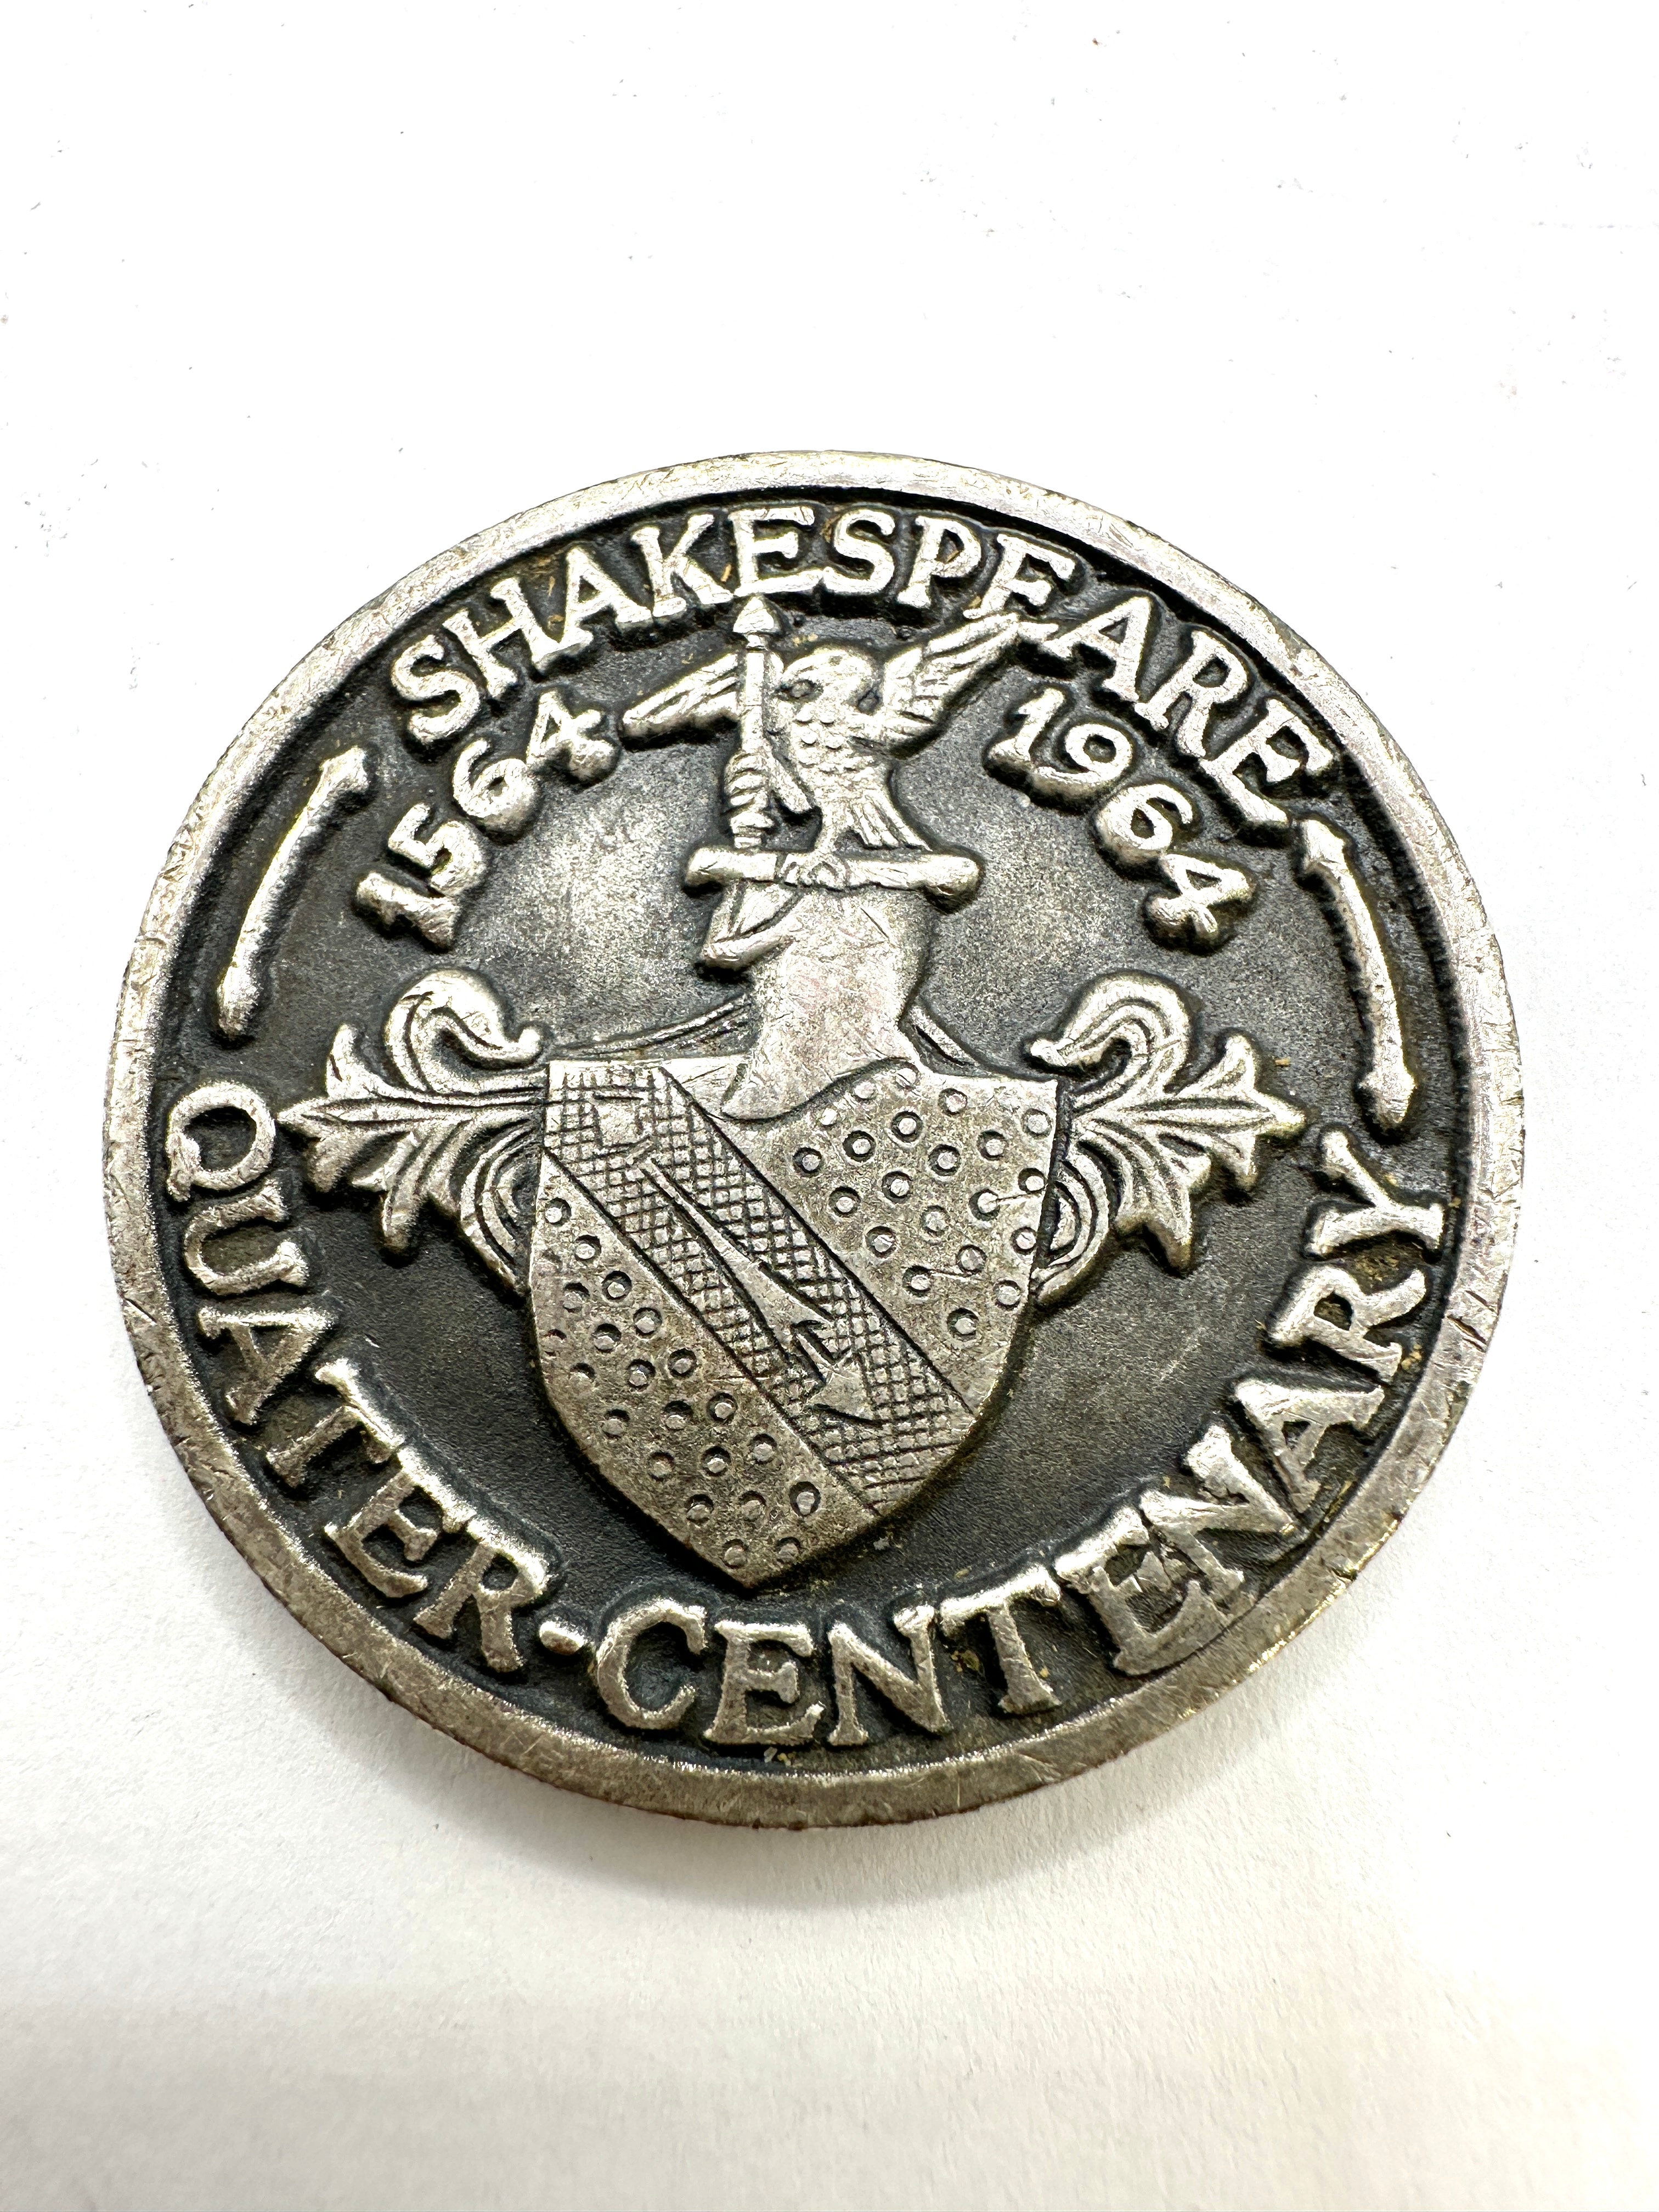 SHAKESPEARE
1564 1964
QUATER-CENTENARY